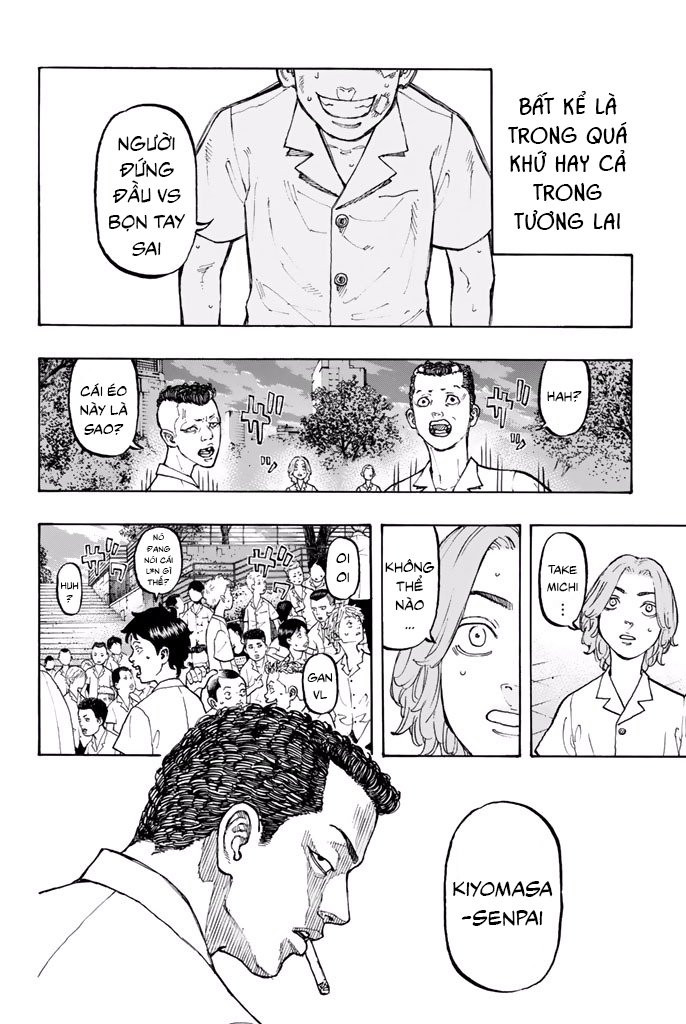 BẤT KỂ LÀ
TRONG QUÁ
KHỨ HAY CẢ
TRONG
TƯƠNG LAI
NGƯỜI
ĐỨNG
ĐẦU VS
BỌN TAY
SAI
HAH?
CÁI ÉO
NÀY LÀ
SAO?
TAKE
MICHI
...
KHÔNG
THỂ
NÀO
...
OI
OI
NÓ
ĐANG
NÓI CÁI
L*N GÌ
THẾ?
HUH
?
GAN
VL
KIYOMASA
-SENPAI